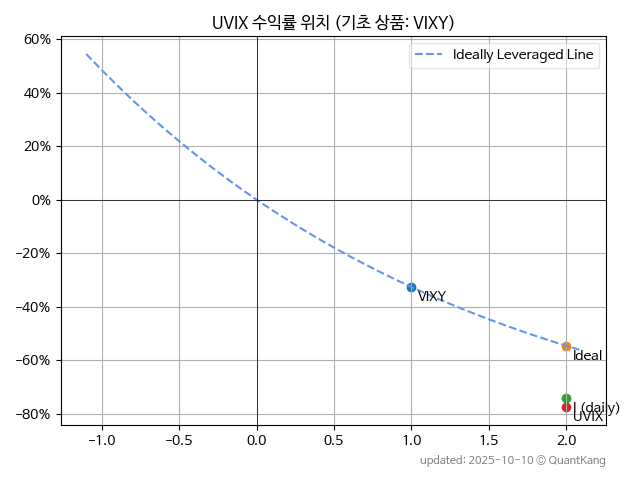 UVIX 수익률 위치 (기초 상품: VIXY)
Ideally Leveraged Line
60%
40%
20%
0%
−20%
−40%
−60%
−80%
VIXY
Ideal
(daily)
UVIX
−1.0 −0.5 0.0 0.5 1.0 1.5 2.0
updated: 2025-10-10 © QuantKang